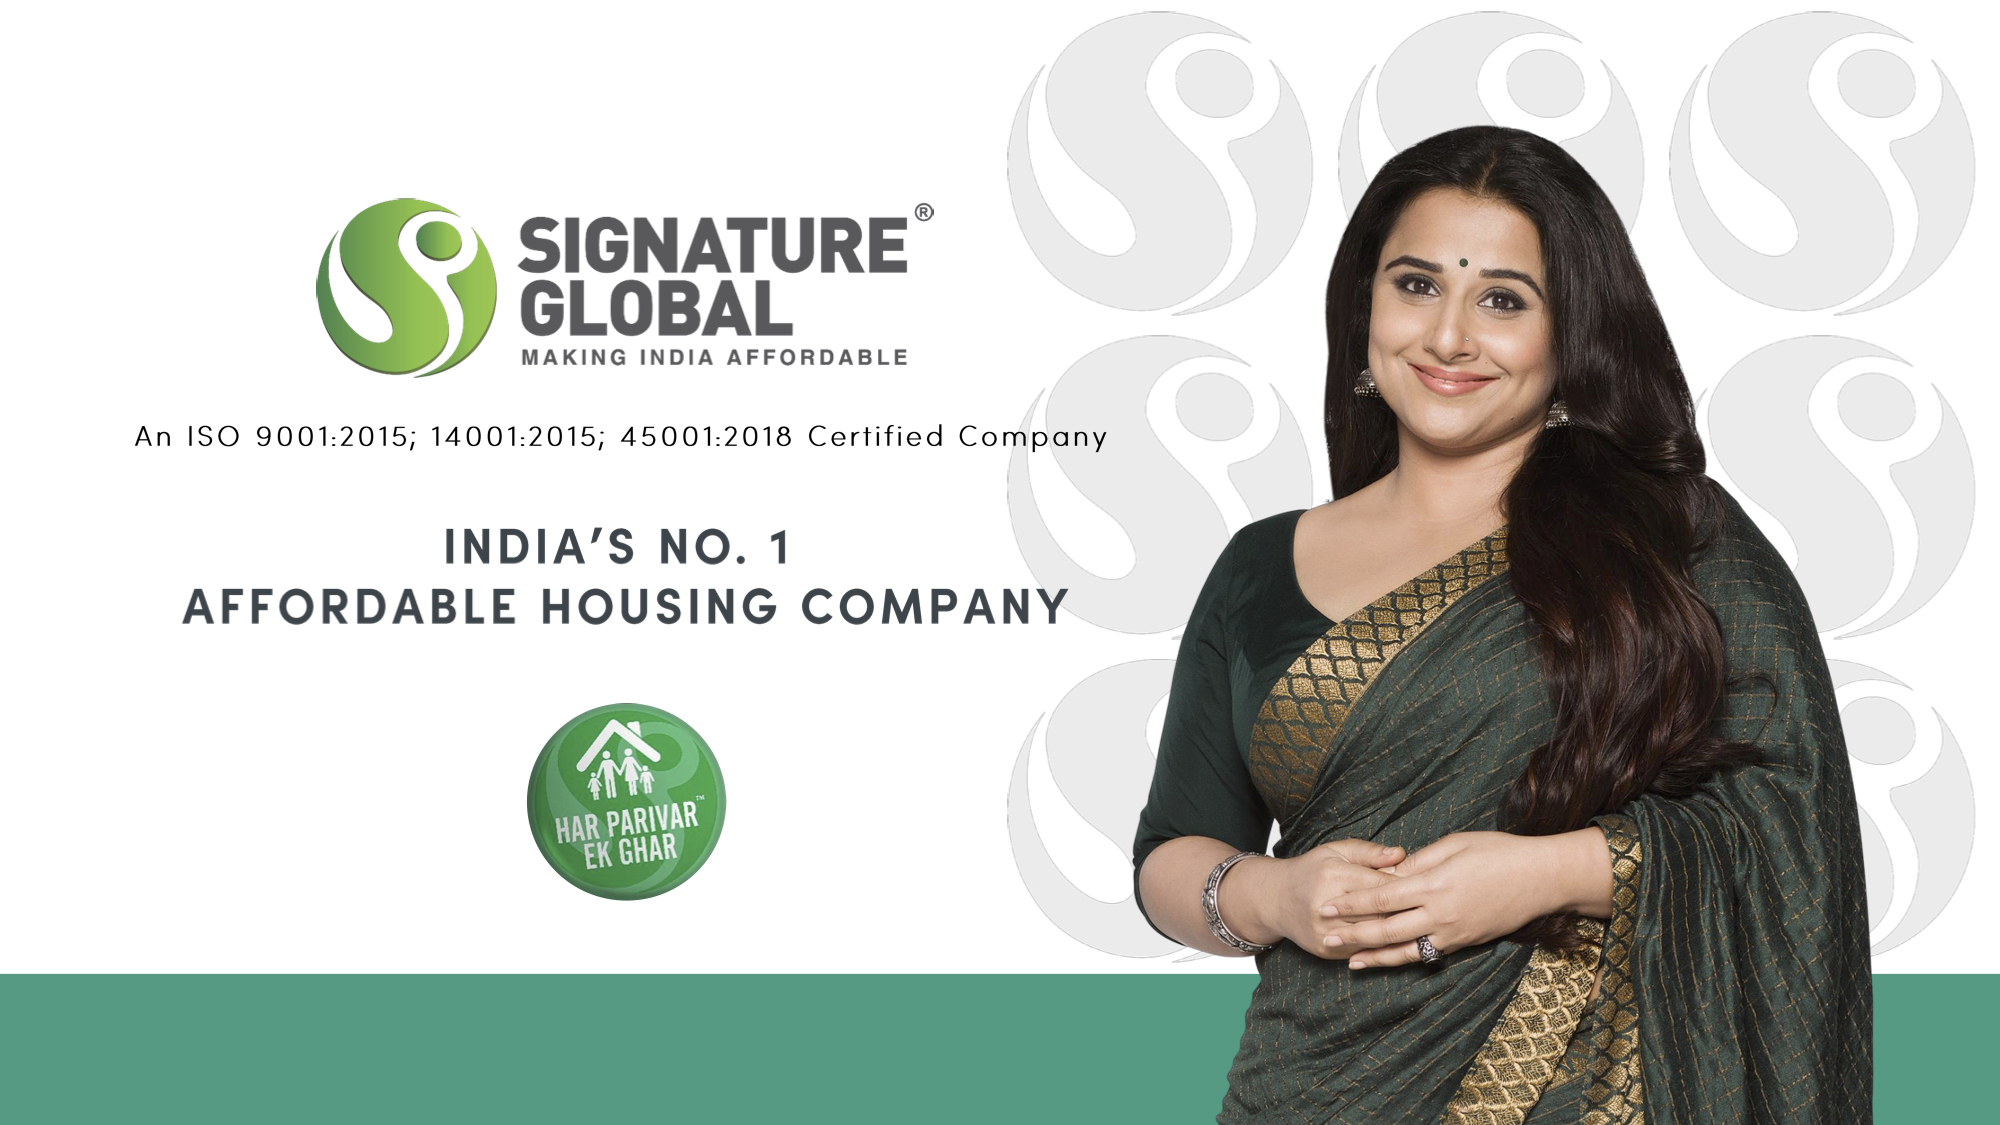 SIGNATURE®
GLOBAL
MAKING INDIA AFFORDABLE
An ISO 9001:2015; 14001:2015; 45001:2018 Certified Company
INDIA’S NO. 1
AFFORDABLE HOUSING COMPANY
HAR PARIVAR™
EK GHAR